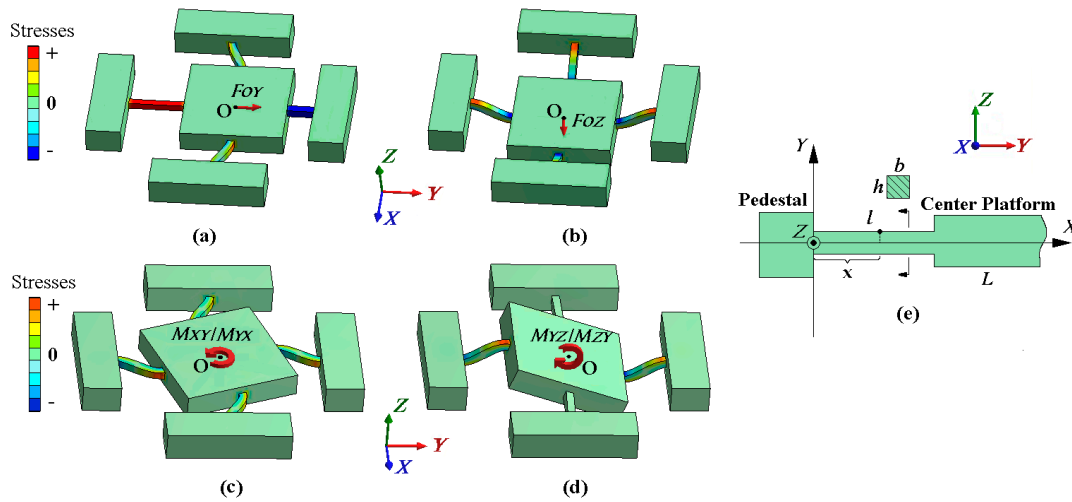 Stresses
+
0
-
O FOY
(a)
O
FOZ
(b)
Z
Y
X
Z
X Y
Y
b
h
Pedestal
l
Center Platform
Z
X
x
L
(e)
Stresses
+
0
-
MXY/MYX
O
(c)
MYZ/MZY
O
(d)
Z
Y
X